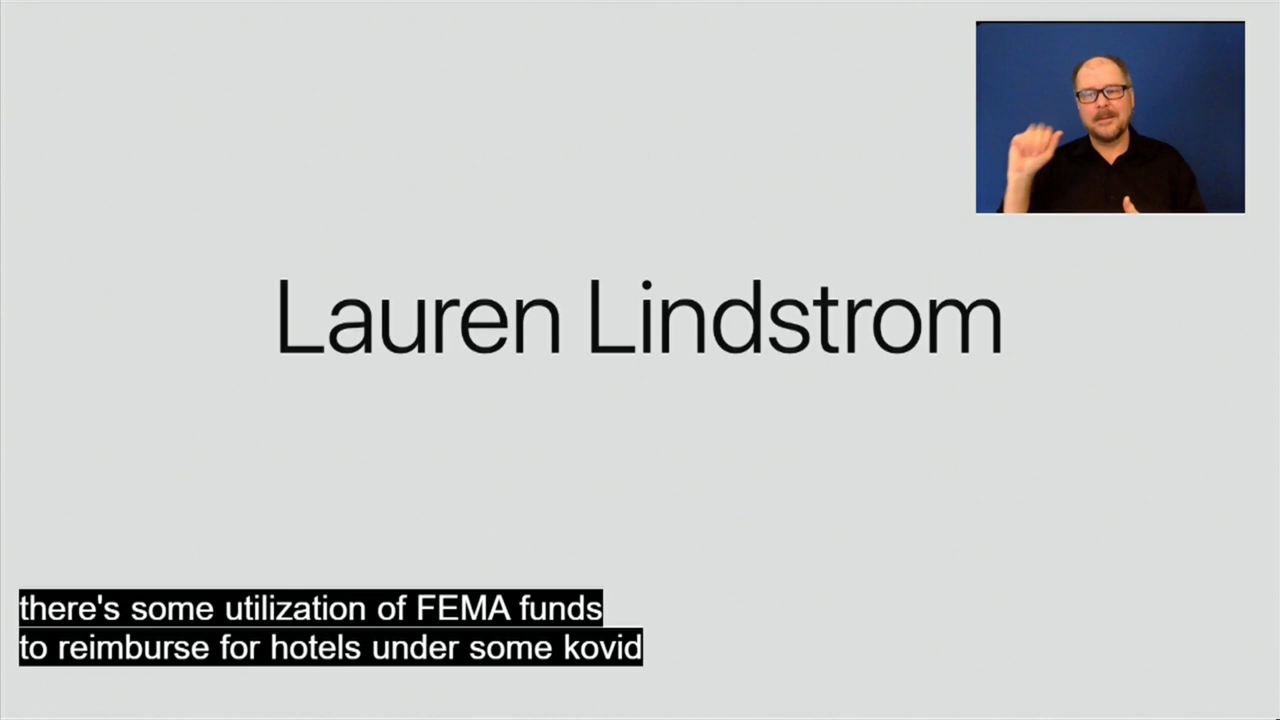 Lauren Lindstrom
there's some utilization of FEMA funds
to reimburse for hotels under some kovid